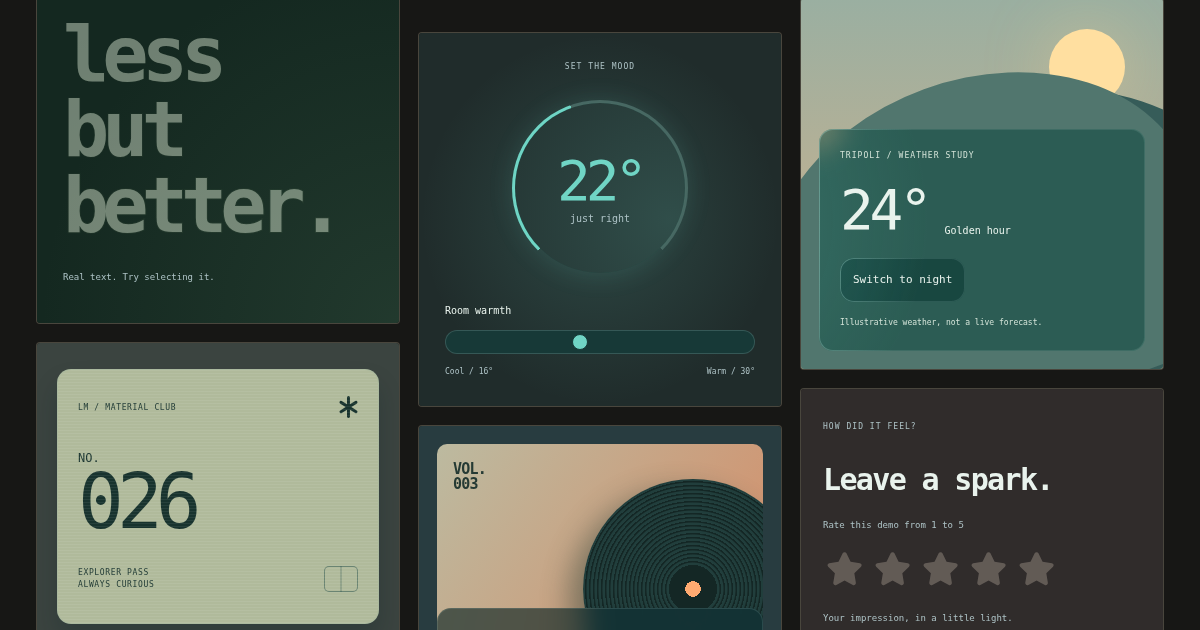 less
but
better.
Real text. Try selecting it.
LM / MATERIAL CLUB
NO.
026
EXPLORER PASS
ALWAYS CURIOUS
SET THE MOOD
22°
just right
Room warmth
Cool / 16°
Warm / 30°
VOL.
003
TRIPOLI / WEATHER STUDY
24°
Golden hour
Switch to night
Illustrative weather, not a live forecast.
HOW DID IT FEEL?
Leave a spark.
Rate this demo from 1 to 5
Your impression, in a little light.